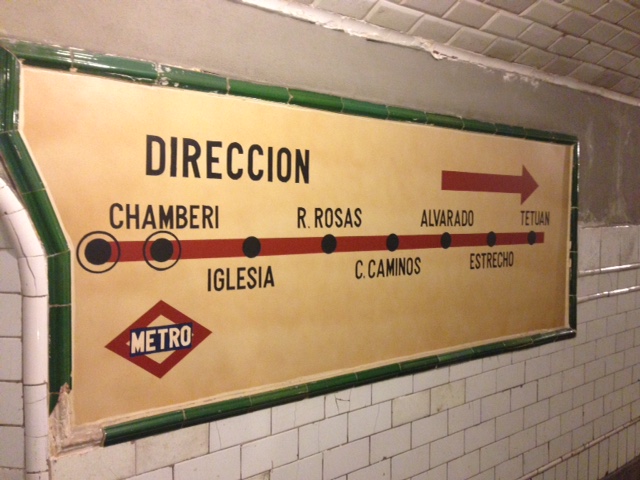 DIRECCION
CHAMBERI
IGLESIA
R. ROSAS
C. CAMINOS
ALVARADO
ESTRECHO
TETUAN
METRO